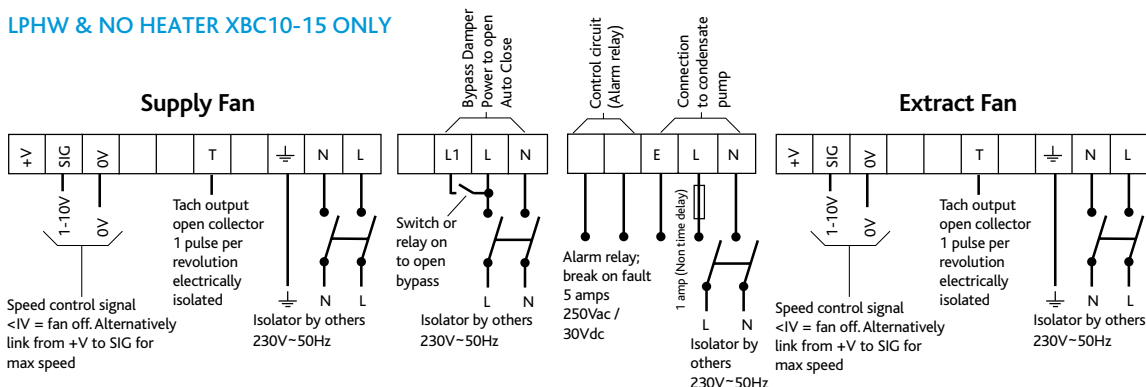 LPHW & NO HEATER XBC10-15 ONLY
Supply Fan
+V SIG 0V T N L
1-10V
0V
Speed control signal
<IV = fan off. Alternatively
link from +V to SIG for
max speed
Tach output
open collector
1 pulse per
revolution
electrically
isolated
N L
Isolator by others
230V~50Hz
Bypass Damper
Power to open
Auto Close
L1 L N
Switch or
relay on
to open
bypass
L N
Isolator by others
230V~50Hz
Control circuit
(Alarm relay)
Connection
to condensate
pump
E L N
Alarm relay;
break on fault
5 amps
250Vac /
30Vdc
1 amp (Non time delay)
L N
Isolator by
others
230V~50Hz
Extract Fan
+V SIG 0V T N L
1-10V
0V
Speed control signal
<IV = fan off. Alternatively
link from +V to SIG for
max speed
Tach output
open collector
1 pulse per
revolution
electrically
isolated
N L
Isolator by others
230V~50Hz